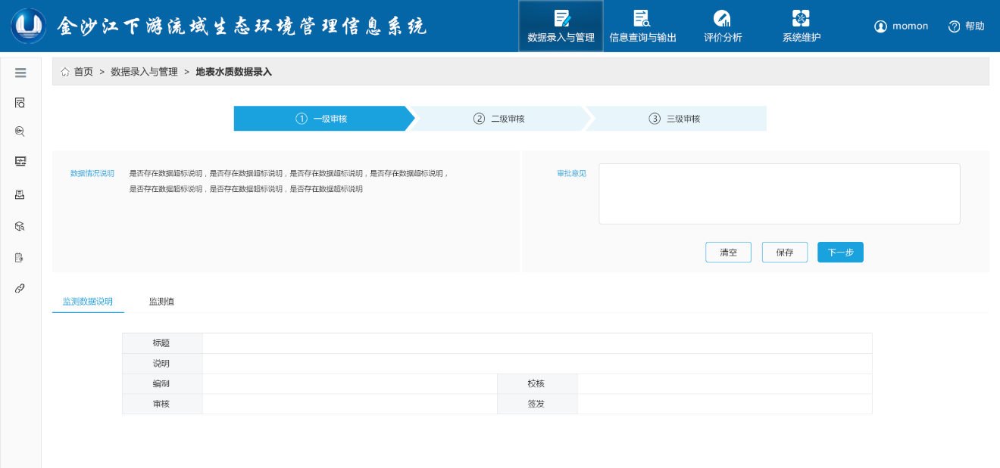 金沙江下游流域生态环境管理信息系统
数据录入与管理
信息查询与输出
评价分析
系统维护
momon
帮助
首页 > 数据录入与管理 > 地表水质数据录入
① 一级审核
② 二级审核
③ 三级审核
数据情况说明
是否存在数据超标说明，是否存在数据超标说明，是否存在数据超标说明，是否存在数据超标说明，
是否存在数据超标说明，是否存在数据超标说明，是否存在数据超标说明
审批意见
清空
保存
下一步
监测数据说明
监测值
标题
说明
编制
校核
审核
签发